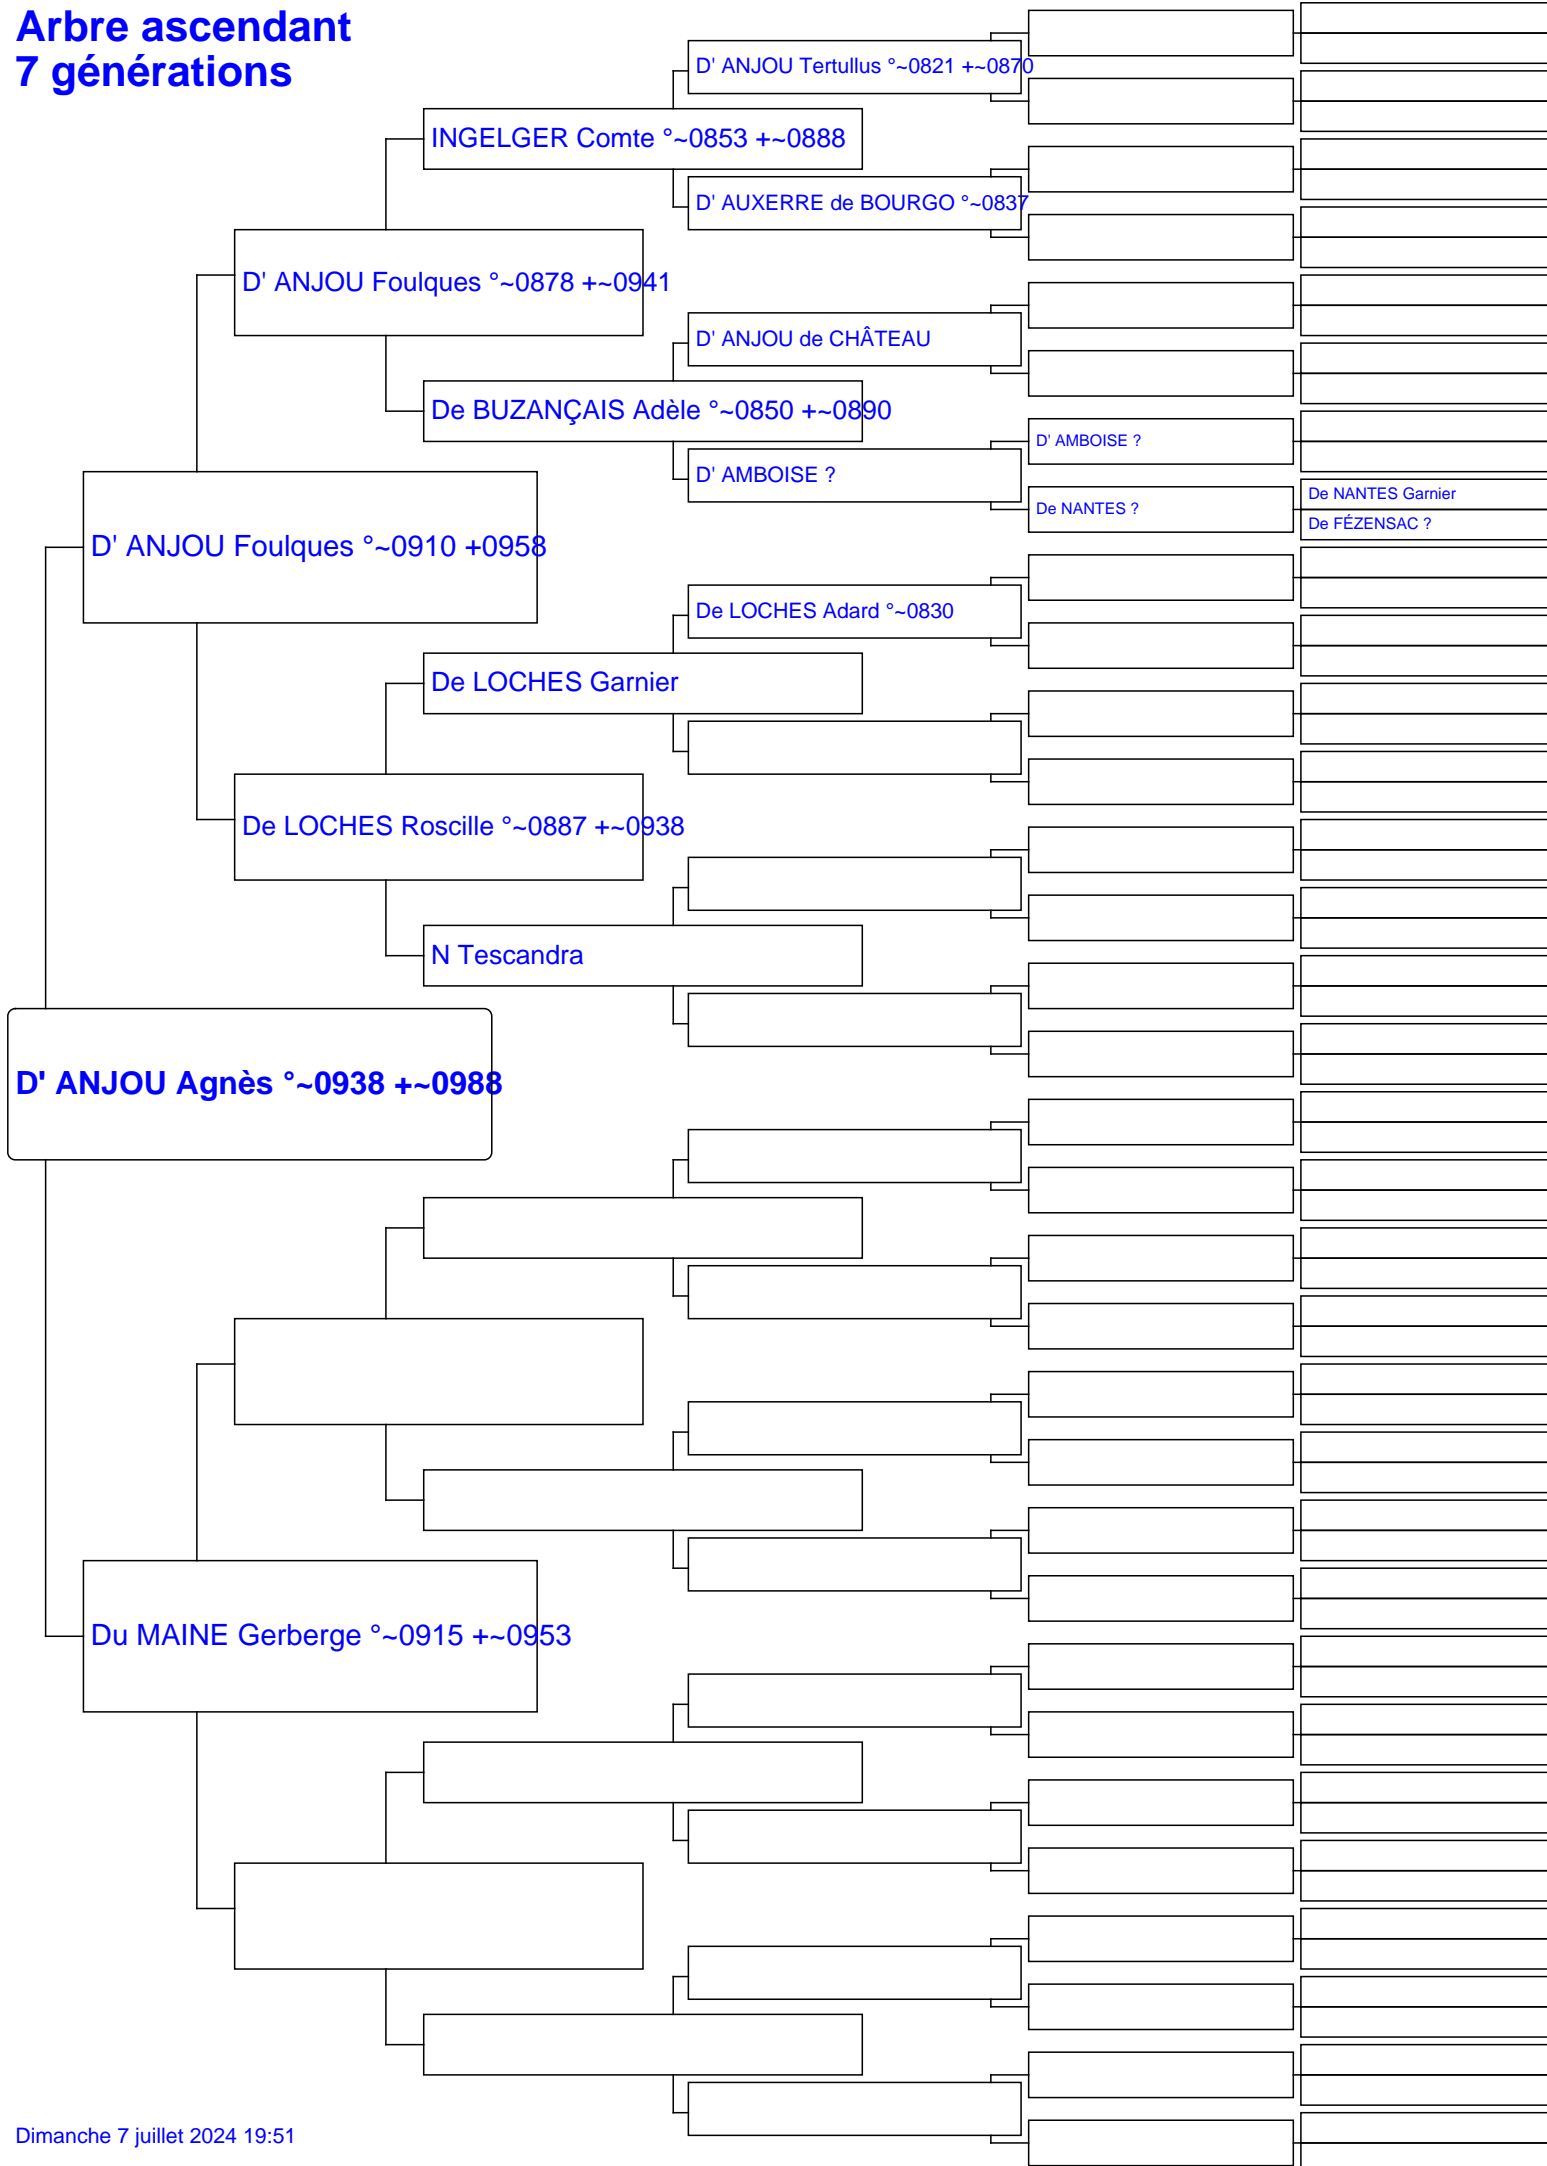 Arbre ascendant
7 générations
D' ANJOU Tertullus °~0821 +~0870
INGELGER Comte °~0853 +~0888
D' AUXERRE de BOURGO °~0837
D' ANJOU Foulques °~0878 +~0941
D' ANJOU de CHÂTEAU
De BUZANÇAIS Adèle °~0850 +~0890
D' AMBOISE ?
D' AMBOISE ?
De NANTES ?
De NANTES Garnier
De FÉZENSAC ?
D' ANJOU Foulques °~0910 +0958
De LOCHES Adard °~0830
De LOCHES Garnier
De LOCHES Roscille °~0887 +~0938
N Tescandra
D' ANJOU Agnès °~0938 +~0988
Du MAINE Gerberge °~0915 +~0953
Dimanche 7 juillet 2024 19:51